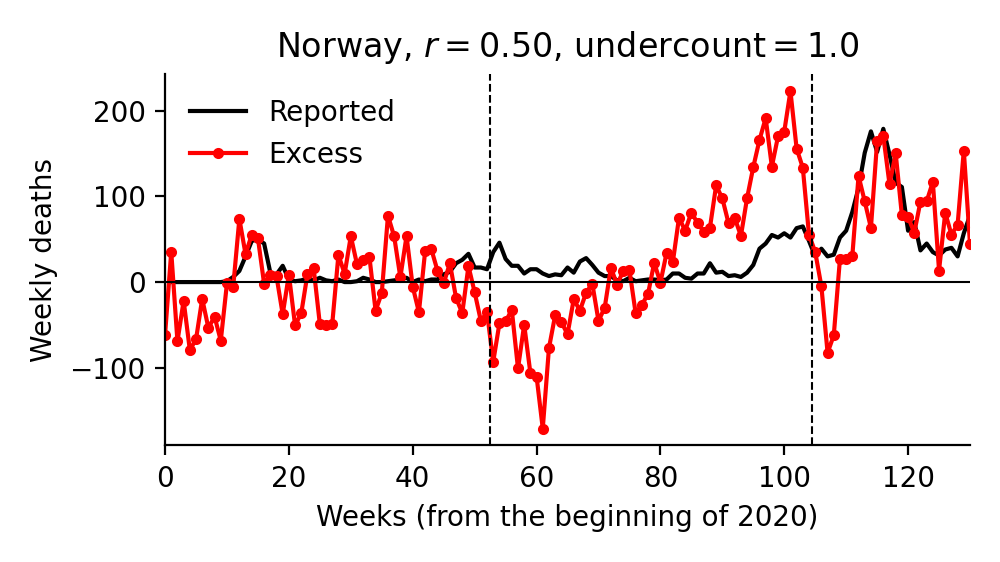 Norway, r = 0.50, undercount = 1.0
Reported
Excess
Weekly deaths
200
100
0
−100
0 20 40 60 80 100 120
Weeks (from the beginning of 2020)